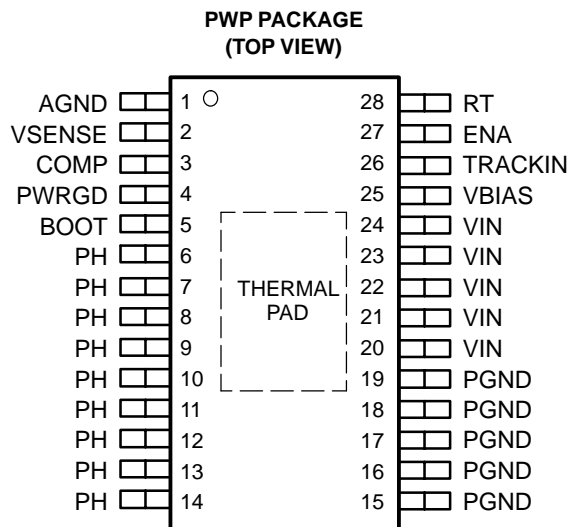 PWP PACKAGE
(TOP VIEW)
AGND 1 28 RT
VSENSE 2 27 ENA
COMP 3 26 TRACKIN
PWRGD 4 25 VBIAS
BOOT 5 24 VIN
PH 6 23 VIN
PH 7 22 VIN
PH 8 21 VIN
PH 9 20 VIN
PH 10 19 PGND
PH 11 18 PGND
PH 12 17 PGND
PH 13 16 PGND
PH 14 15 PGND
THERMAL
PAD